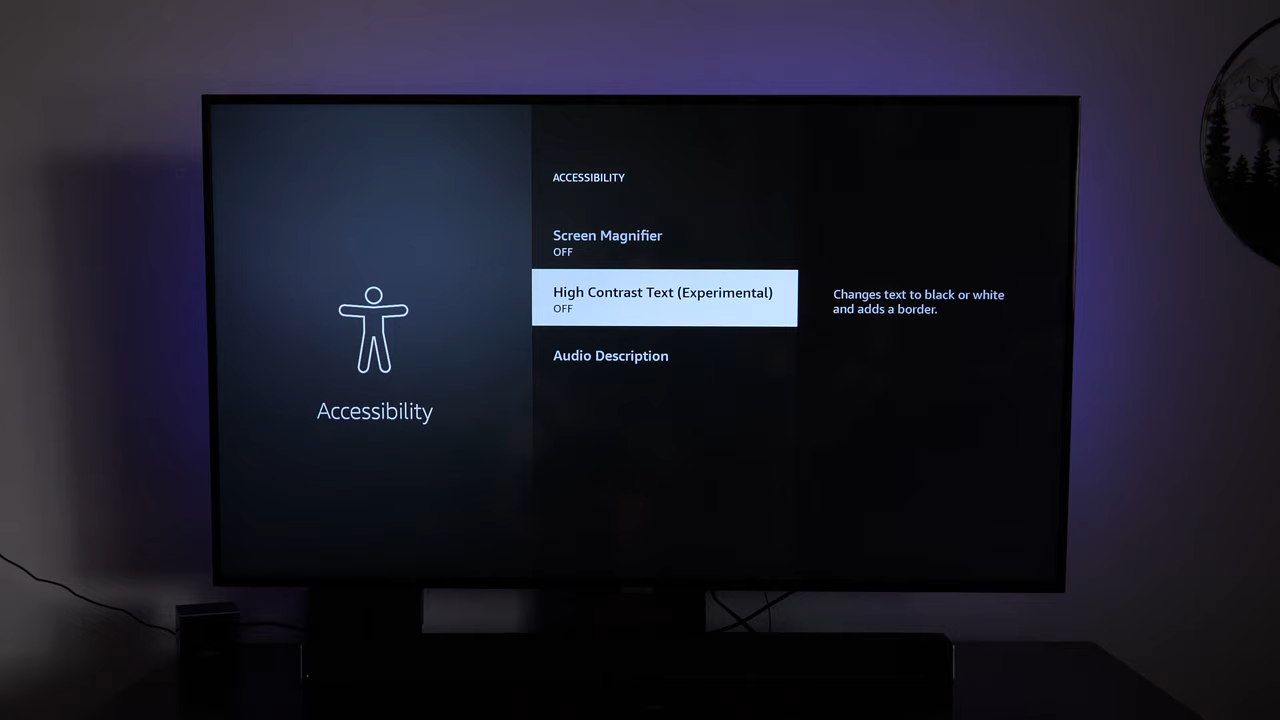 ACCESSIBILITY
Screen Magnifier
OFF
High Contrast Text (Experimental)
OFF
Changes text to black or white
and adds a border.
Audio Description
Accessibility